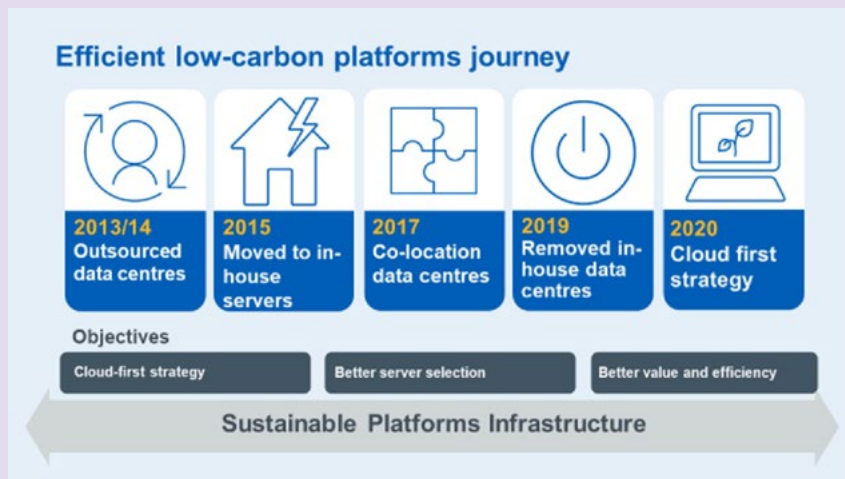 Efficient low-carbon platforms journey
2013/14
Outsourced
data centres
2015
Moved to in-
house
servers
2017
Co-location
data centres
2019
Removed in-
house data
centres
2020
Cloud first
strategy
Objectives
Cloud-first strategy
Better server selection
Better value and efficiency
Sustainable Platforms Infrastructure